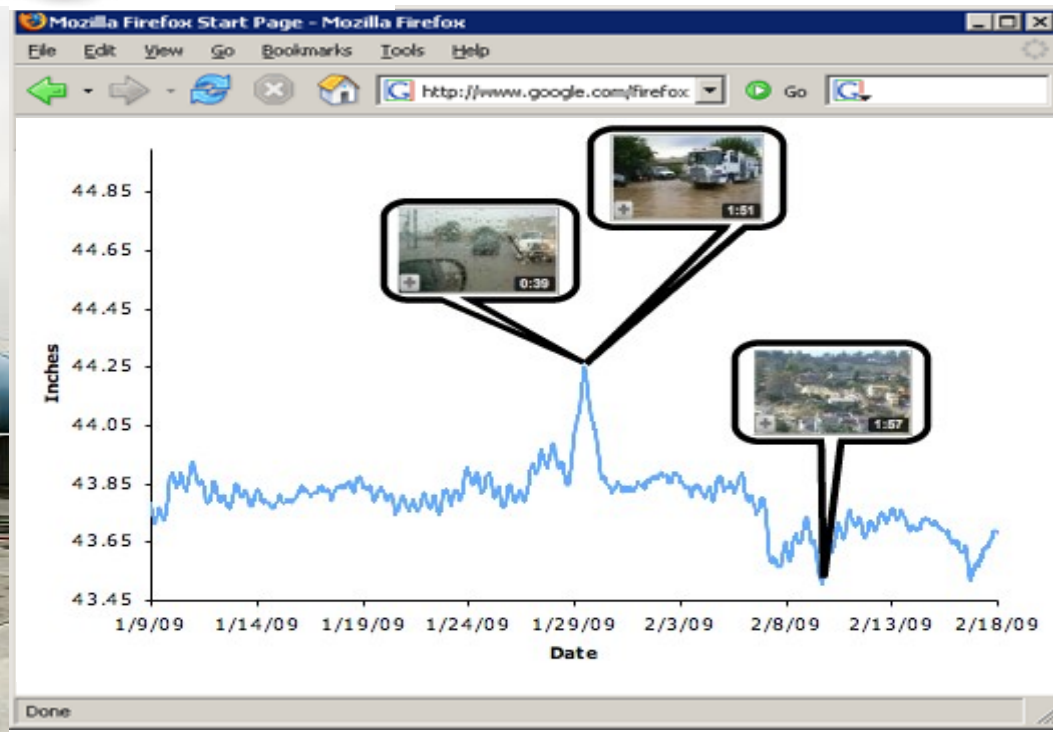 Mozilla Firefox Start Page - Mozilla Firefox
File Edit View Go Bookmarks Tools Help
http://www.google.com/firefox Go G
44.85
44.65
44.45
44.25
44.05
43.85
43.65
43.45
Inches
1:51
0:39
1:57
1/9/09 1/14/09 1/19/09 1/24/09 1/29/09 2/3/09 2/8/09 2/13/09 2/18/09
Date
Done